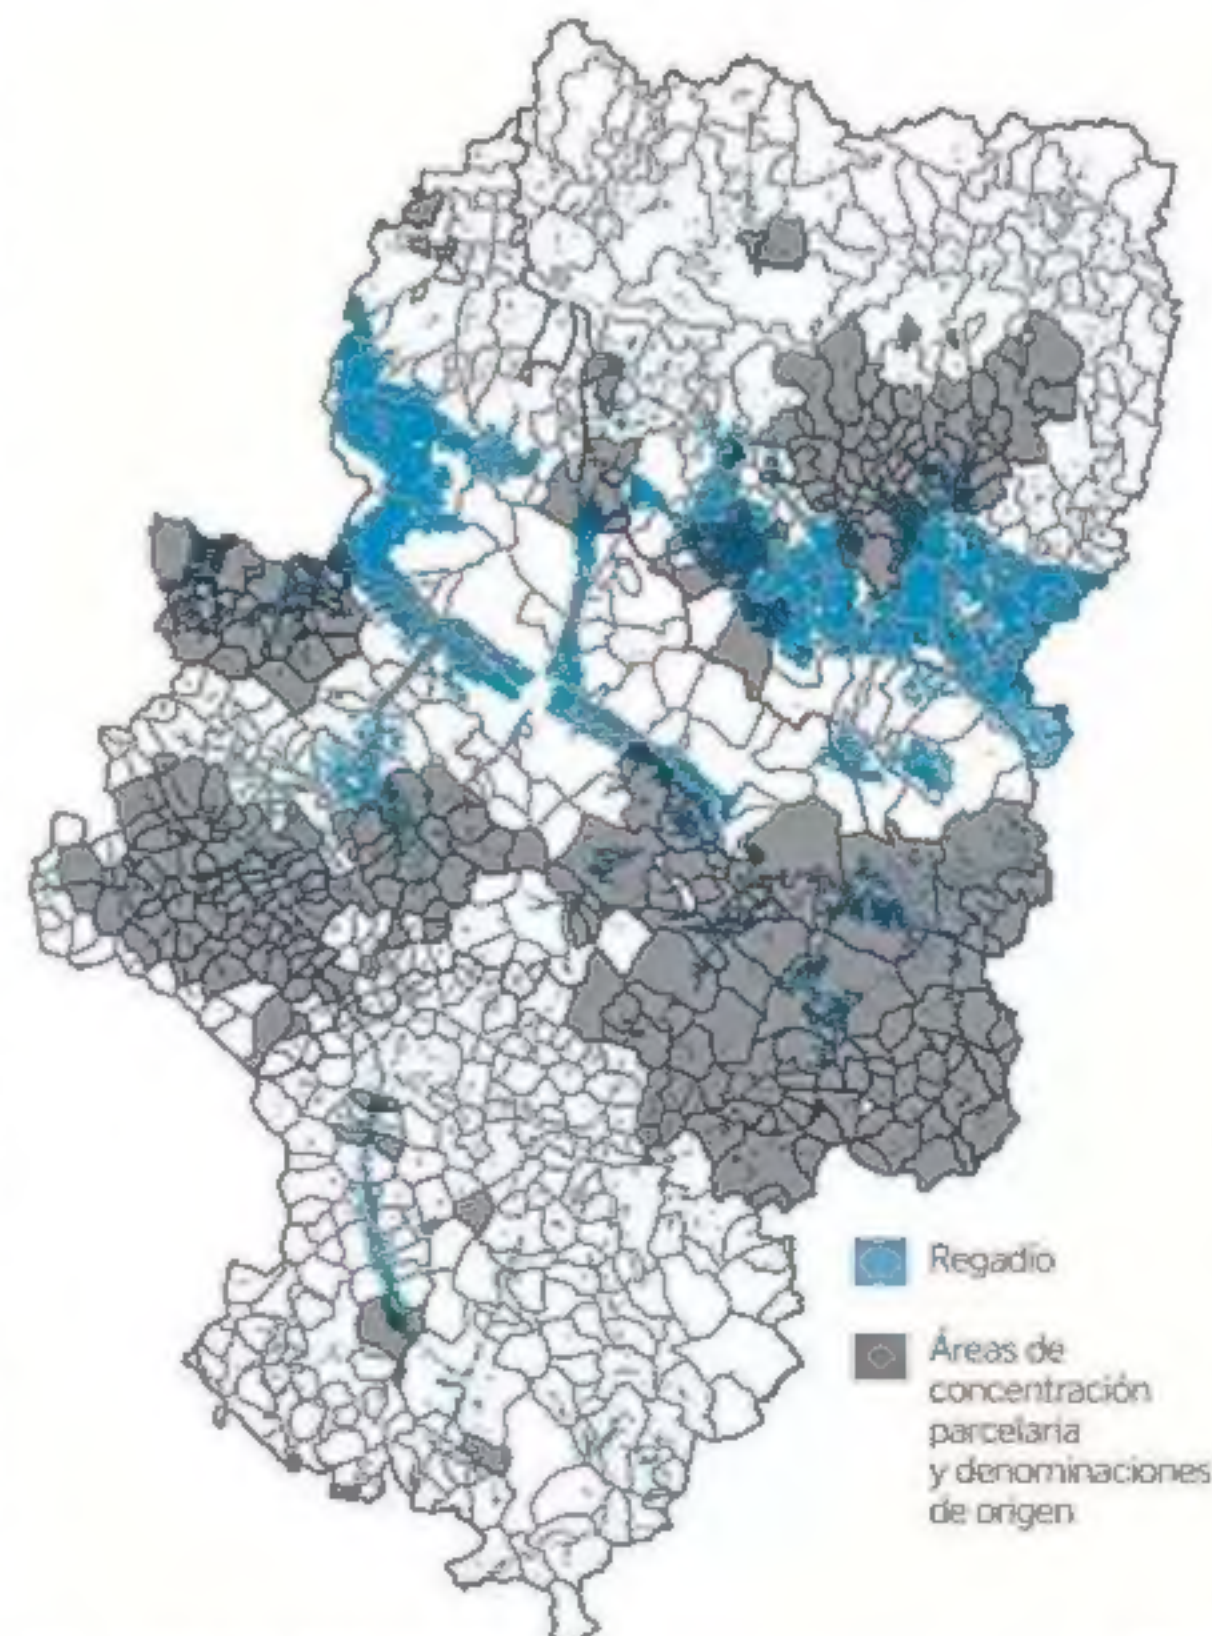 Regadío
Áreas de
concentración
parcelaria
y denominaciones
de origen